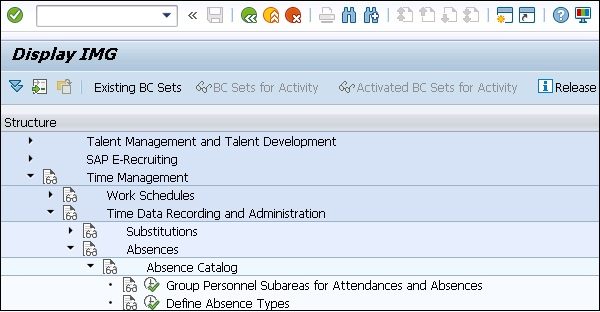 Display IMG
Existing BC Sets BC Sets for Activity Activated BC Sets for Activity Release
Structure
Talent Management and Talent Development
SAP E-Recruiting
Time Management
Work Schedules
Time Data Recording and Administration
Substitutions
Absences
Absence Catalog
Group Personnel Subareas for Attendances and Absences
Define Absence Types